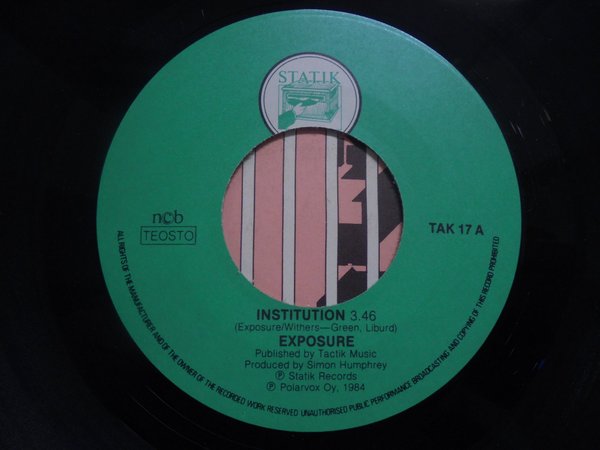 STATIK
ncb
TEOSTO
TAK 17 A
INSTITUTION 3.46
(Exposure/Withers—Green, Liburd)
EXPOSURE
Published by Tactik Music
Produced by Simon Humphrey
℗ Statik Records
℗ Polarvox Oy, 1984
ALL RIGHTS OF THE MANUFACTURER AND OF THE OWNER OF THE RECORDED WORK RESERVED UNAUTHORISED PUBLIC PERFORMANCE BROADCASTING AND COPYING OF THIS RECORD PROHIBITED